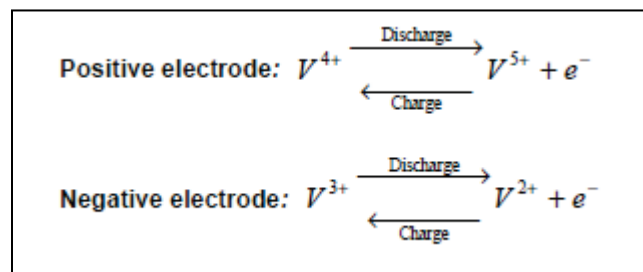 Discharge
Positive electrode: V⁴⁺ ⟶ V⁵⁺ + e⁻
⟵
Charge
Discharge
Negative electrode: V³⁺ ⟶ V²⁺ + e⁻
⟵
Charge